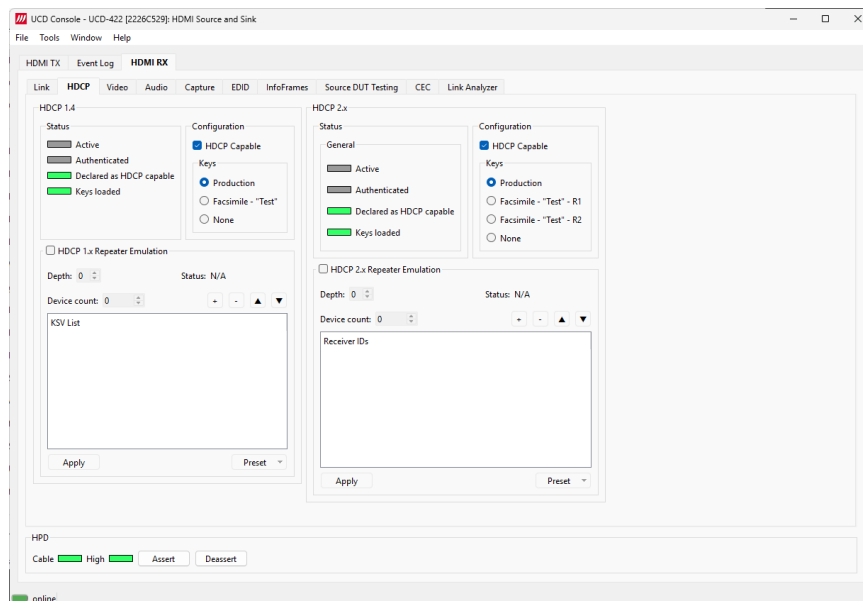 UCD Console - UCD-422 [2226C529]: HDMI Source and Sink
File Tools Window Help
HDMI TX Event Log HDMI RX
Link HDCP Video Audio Capture EDID InfoFrames Source DUT Testing CEC Link Analyzer
HDCP 1.4
Status
Active
Authenticated
Declared as HDCP capable
Keys loaded
Configuration
HDCP Capable
Keys
Production
Facsimile - "Test"
None
HDCP 1.x Repeater Emulation
Depth: 0 Status: N/A
Device count: 0 + - ▲ ▼
KSV List
Apply Preset
HDCP 2.x
Status
General
Active
Authenticated
Declared as HDCP capable
Keys loaded
Configuration
HDCP Capable
Keys
Production
Facsimile - "Test" - R1
Facsimile - "Test" - R2
None
HDCP 2.x Repeater Emulation
Depth: 0 Status: N/A
Device count: 0 + - ▲ ▼
Receiver IDs
Apply Preset
HPD
Cable High Assert Deassert
online